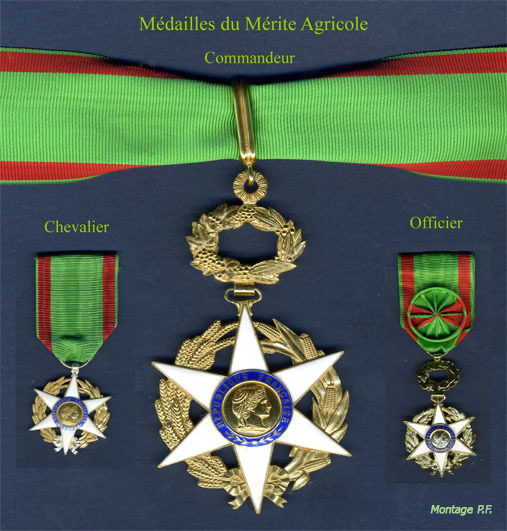 Médailles du Mérite Agricole
Commandeur
Chevalier
Officier
REPUBLIQUE FRANÇAISE
Montage P.F.